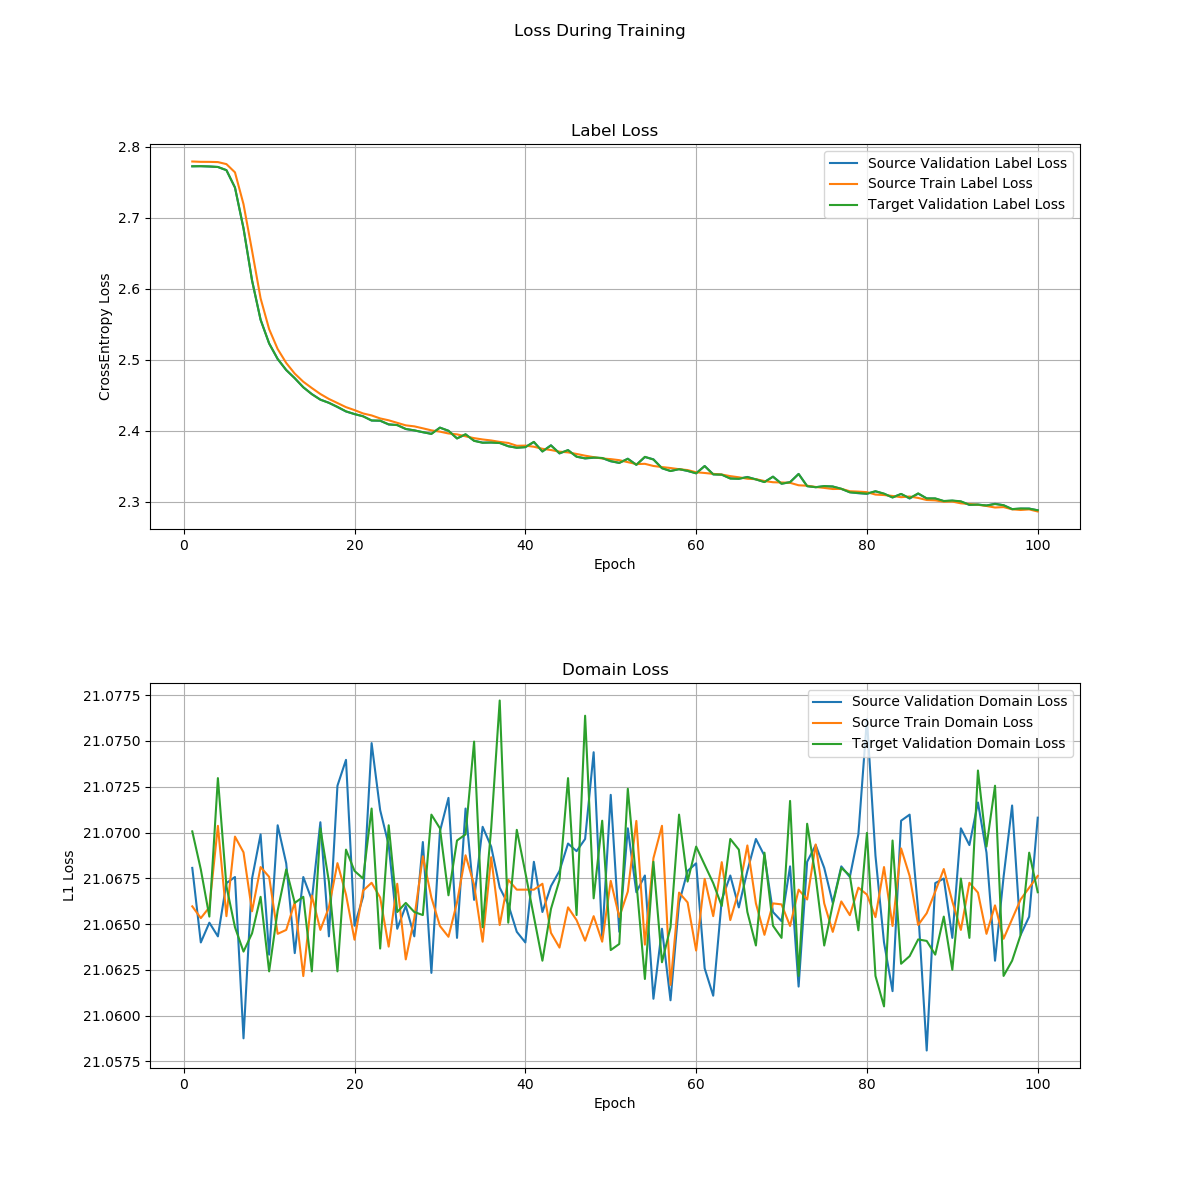 Loss During Training
Label Loss
CrossEntropy Loss
2.8
2.7
2.6
2.5
2.4
2.3
Source Validation Label Loss
Source Train Label Loss
Target Validation Label Loss
0 20 40 60 80 100
Epoch
Domain Loss
L1 Loss
21.0775
21.0750
21.0725
21.0700
21.0675
21.0650
21.0625
21.0600
21.0575
Source Validation Domain Loss
Source Train Domain Loss
Target Validation Domain Loss
0 20 40 60 80 100
Epoch